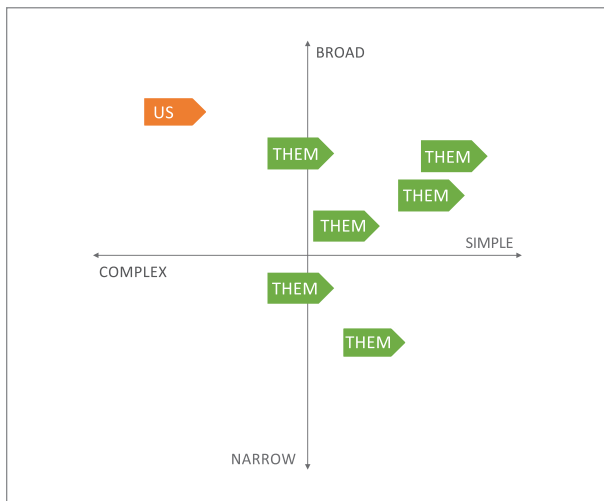 BROAD
US
THEM
THEM
THEM
THEM
SIMPLE
COMPLEX
THEM
THEM
NARROW